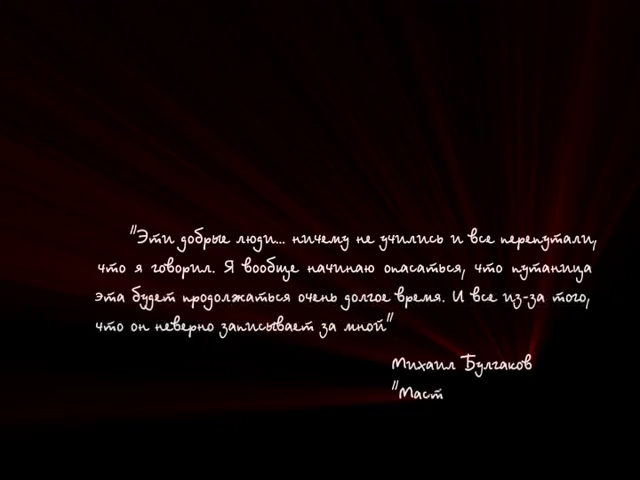 "Эти добрые люди... ничему не учились и все перепутали,
что я говорил. Я вообще начинаю опасаться, что путаница
эта будет продолжаться очень долгое время. И все из-за того,
что он неверно записывает за мной"
Михаил Булгаков
"Маст